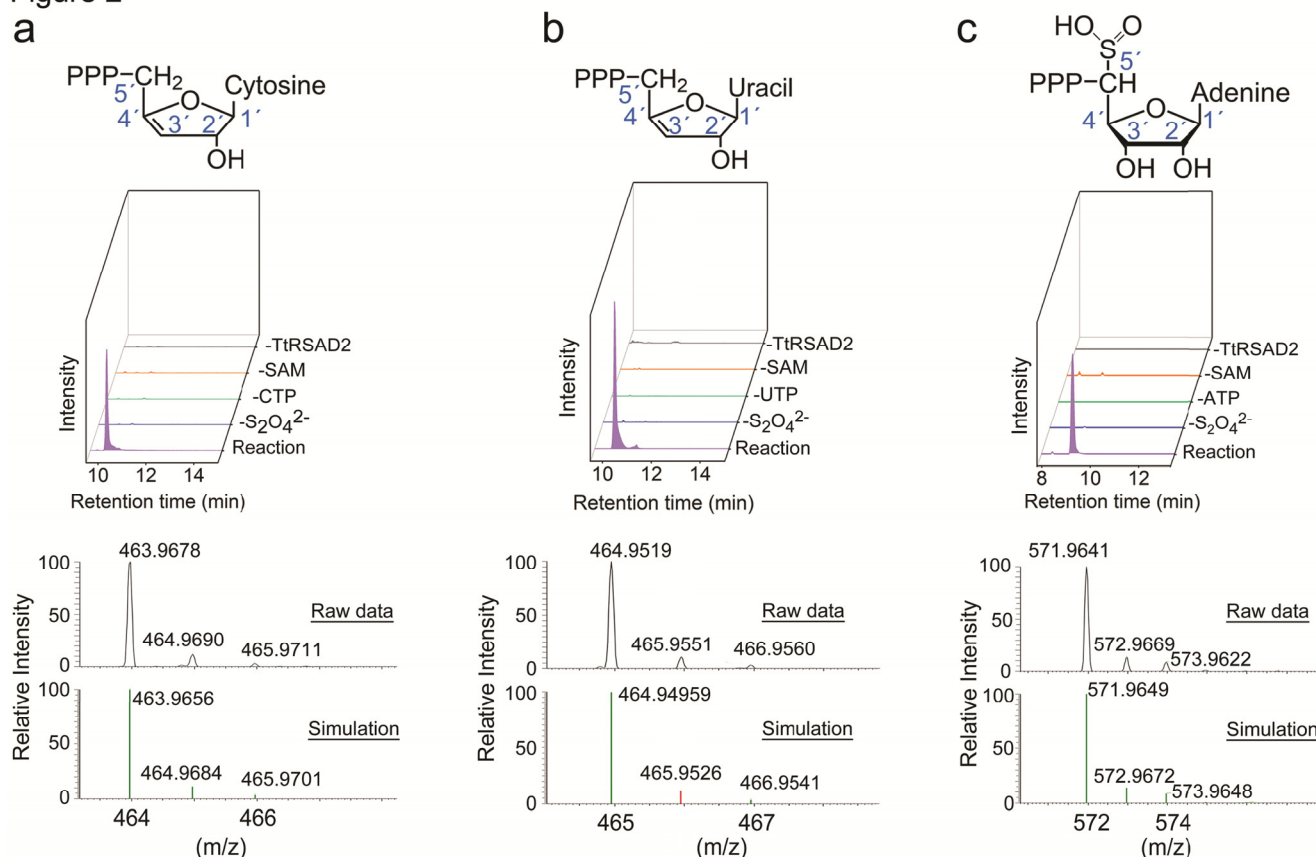 a
PPP–CH2
Cytosine
5´
O
4´ 3´ 2´ 1´
OH
-TtRSAD2
-SAM
-CTP
-S2O4 2-
Reaction
Intensity
10 12 14
Retention time (min)
463.9678
100
Raw data
50
464.9690
465.9711
0
Relative Intensity
100
463.9656
Simulation
50
464.9684
465.9701
0
464 466
(m/z)
b
PPP–CH2
Uracil
5´
O
4´ 3´ 2´ 1´
OH
-TtRSAD2
-SAM
-UTP
-S2O4 2-
Reaction
Intensity
10 12 14
Retention time (min)
464.9519
100
Raw data
50
465.9551
466.9560
0
Relative Intensity
100
464.94959
Simulation
50
465.9526
466.9541
0
465 467
(m/z)
c
HO O
S
5´
PPP–CH
Adenine
O
4´ 3´ 2´ 1´
OH OH
-TtRSAD2
-SAM
-ATP
-S2O4 2-
Reaction
Intensity
8 10 12
Retention time (min)
571.9641
100
Raw data
50
572.9669
573.9622
0
Relative Intensity
100
571.9649
Simulation
50
572.9672
573.9648
0
572 574
(m/z)